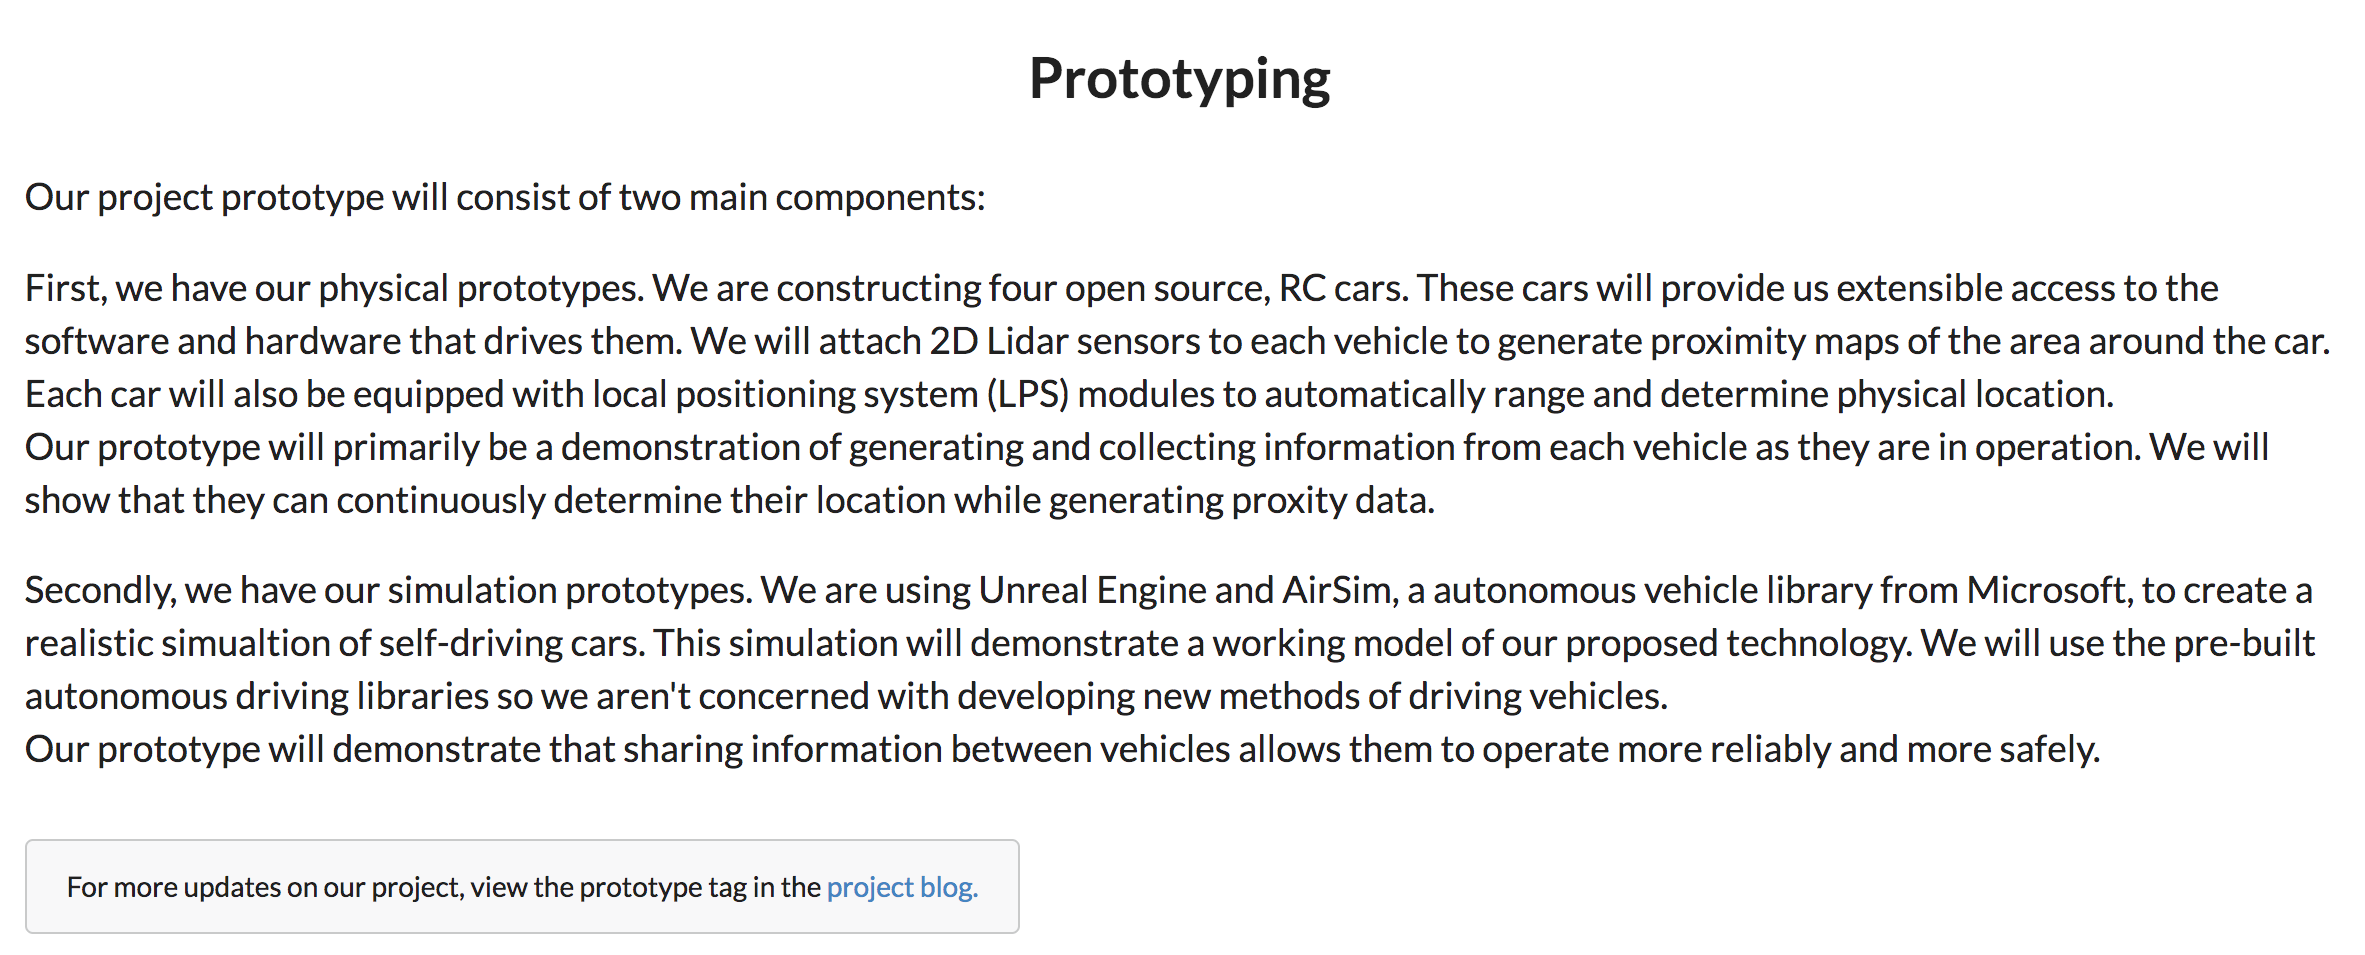 Prototyping
Our project prototype will consist of two main components:
First, we have our physical prototypes. We are constructing four open source, RC cars. These cars will provide us extensible access to the
software and hardware that drives them. We will attach 2D Lidar sensors to each vehicle to generate proximity maps of the area around the car.
Each car will also be equipped with local positioning system (LPS) modules to automatically range and determine physical location.
Our prototype will primarily be a demonstration of generating and collecting information from each vehicle as they are in operation. We will
show that they can continuously determine their location while generating proxity data.
Secondly, we have our simulation prototypes. We are using Unreal Engine and AirSim, a autonomous vehicle library from Microsoft, to create a
realistic simualtion of self-driving cars. This simulation will demonstrate a working model of our proposed technology. We will use the pre-built
autonomous driving libraries so we aren't concerned with developing new methods of driving vehicles.
Our prototype will demonstrate that sharing information between vehicles allows them to operate more reliably and more safely.
For more updates on our project, view the prototype tag in the project blog.